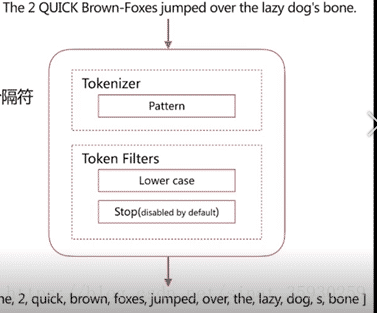 The 2 QUICK Brown-Foxes jumped over the lazy dog's bone.
隔符
Tokenizer
Pattern
Token Filters
Lower case
Stop(disabled by default)
he, 2, quick, brown, foxes, jumped, over, the, lazy, dog, s, bone ]